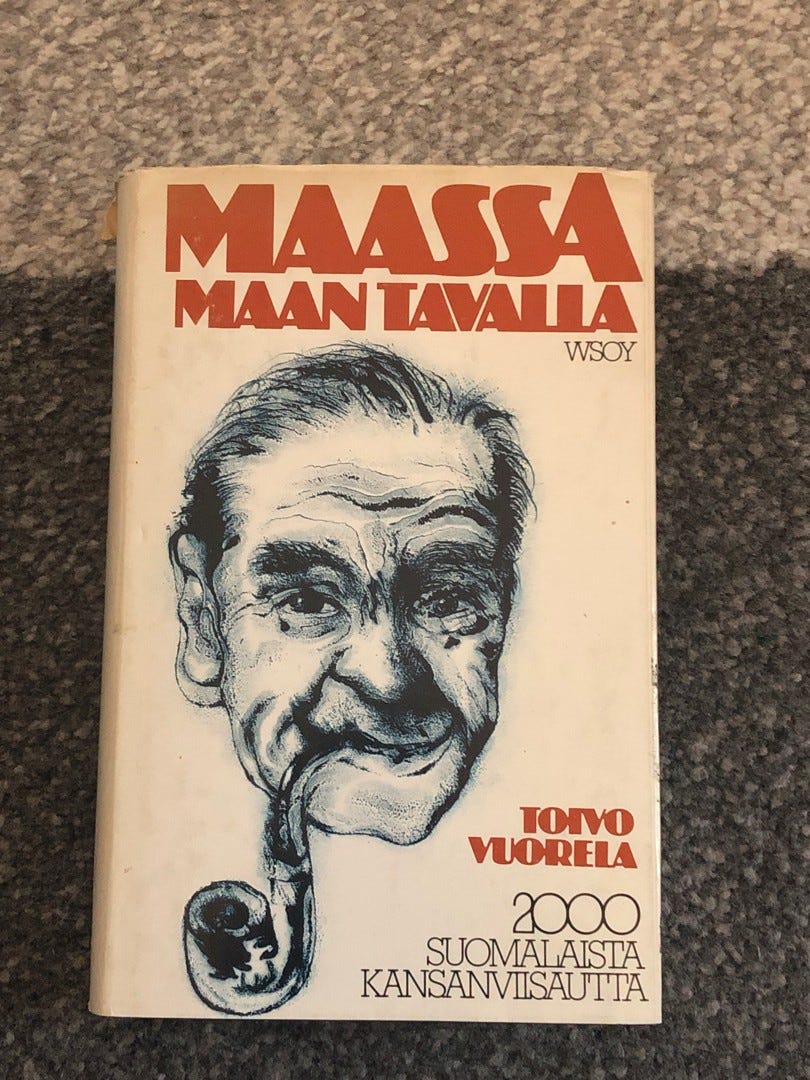 MAASSA
MAAN TAVALLA
WSOY
TOIVO
VUORELA
2000
SUOMALAISTA
KANSANVIISAUTTA